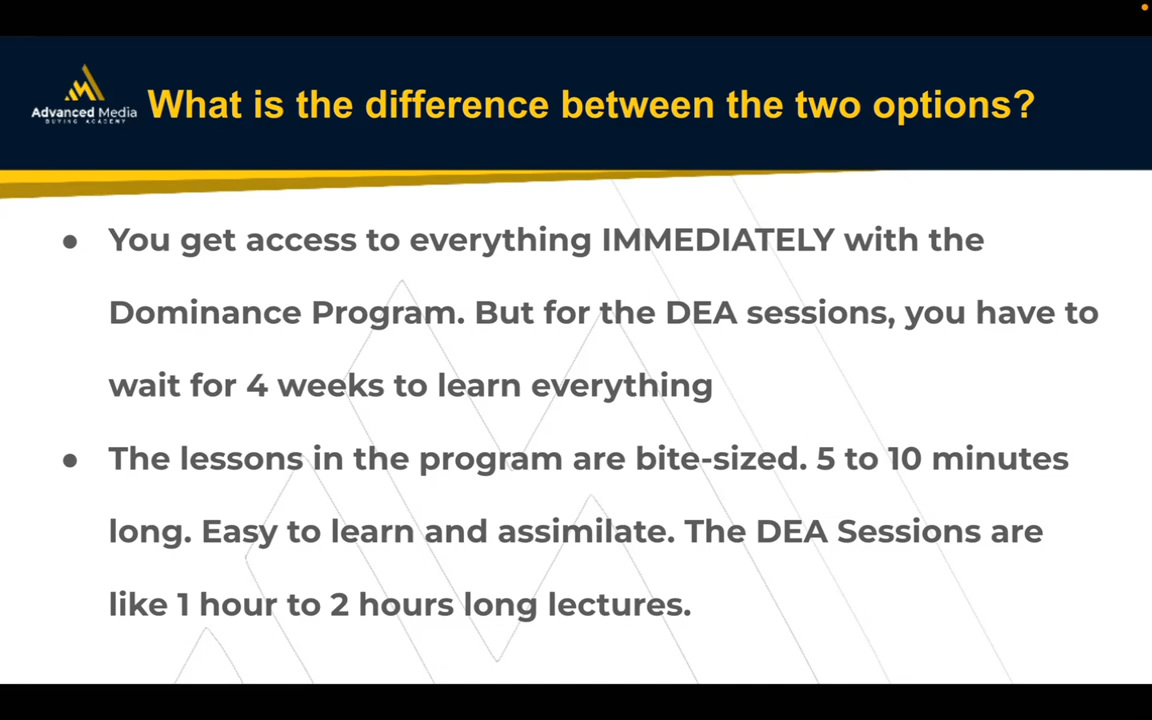 Advanced Media
BUYING ACADEMY
What is the difference between the two options?
● You get access to everything IMMEDIATELY with the
Dominance Program. But for the DEA sessions, you have to
wait for 4 weeks to learn everything
● The lessons in the program are bite-sized. 5 to 10 minutes
long. Easy to learn and assimilate. The DEA Sessions are
like 1 hour to 2 hours long lectures.